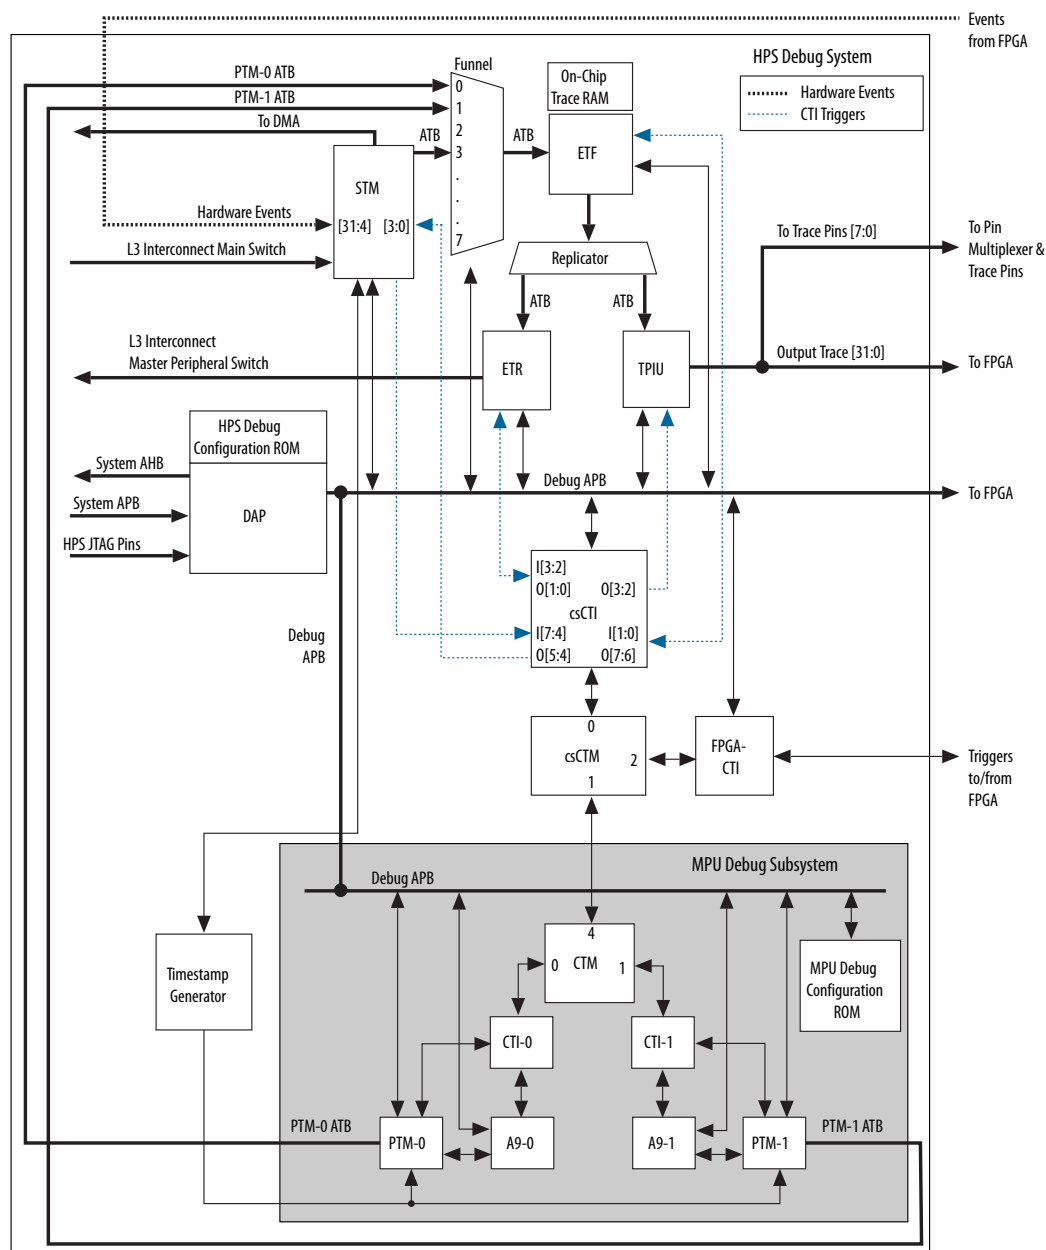 Events
from FPGA
HPS Debug System
Hardware Events
CTI Triggers
Funnel
PTM-0 ATB
0
PTM-1 ATB
1
To DMA
2
ATB
3
.
.
.
7
ATB
On-Chip
Trace RAM
ETF
STM
Hardware Events
[31:4] [3:0]
L3 Interconnect Main Switch
Replicator
ATB
ATB
To Trace Pins [7:0]
To Pin
Multiplexer &
Trace Pins
L3 Interconnect
Master Peripheral Switch
ETR
TPIU
Output Trace [31:0]
To FPGA
HPS Debug
Configuration ROM
System AHB
System APB
DAP
HPS JTAG Pins
Debug APB
To FPGA
I[3:2]
O[1:0] O[3:2]
csCTI
I[7:4] I[1:0]
O[5:4] O[7:6]
Debug
APB
0
csCTM
2
1
FPGA-
CTI
Triggers
to/from
FPGA
MPU Debug Subsystem
Debug APB
4
0 CTM 1
Timestamp
Generator
MPU Debug
Configuration
ROM
CTI-0
CTI-1
PTM-0 ATB
PTM-0
A9-0
A9-1
PTM-1
PTM-1 ATB